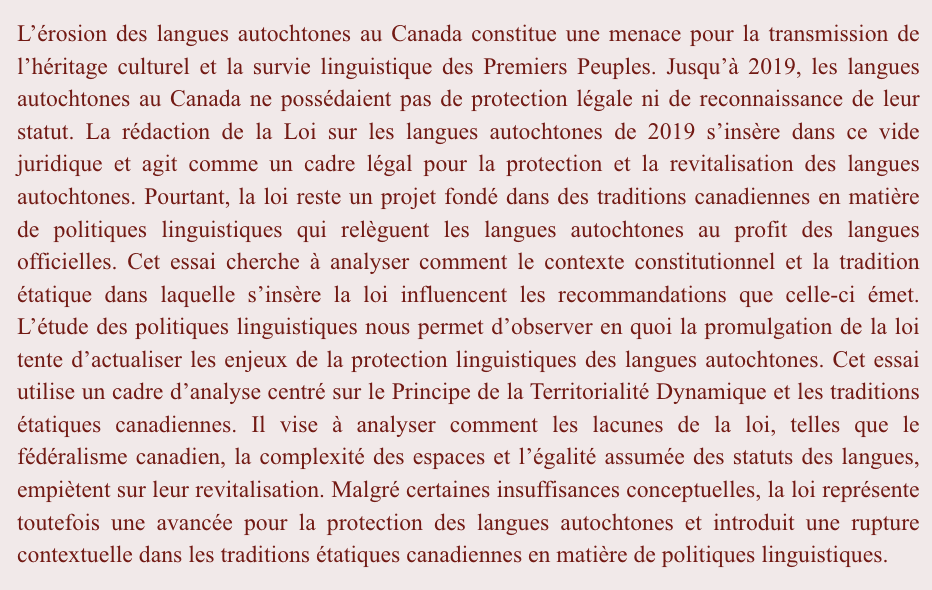 L’érosion des langues autochtones au Canada constitue une menace pour la transmission de
l’héritage culturel et la survie linguistique des Premiers Peuples. Jusqu’à 2019, les langues
autochtones au Canada ne possédaient pas de protection légale ni de reconnaissance de leur
statut. La rédaction de la Loi sur les langues autochtones de 2019 s’insère dans ce vide
juridique et agit comme un cadre légal pour la protection et la revitalisation des langues
autochtones. Pourtant, la loi reste un projet fondé dans des traditions canadiennes en matière
de politiques linguistiques qui relèguent les langues autochtones au profit des langues
officielles. Cet essai cherche à analyser comment le contexte constitutionnel et la tradition
étatique dans laquelle s’insère la loi influencent les recommandations que celle-ci émet.
L’étude des politiques linguistiques nous permet d’observer en quoi la promulgation de la loi
tente d’actualiser les enjeux de la protection linguistiques des langues autochtones. Cet essai
utilise un cadre d’analyse centré sur le Principe de la Territorialité Dynamique et les traditions
étatiques canadiennes. Il vise à analyser comment les lacunes de la loi, telles que le
fédéralisme canadien, la complexité des espaces et l’égalité assumée des statuts des langues,
empiètent sur leur revitalisation. Malgré certaines insuffisances conceptuelles, la loi représente
toutefois une avancée pour la protection des langues autochtones et introduit une rupture
contextuelle dans les traditions étatiques canadiennes en matière de politiques linguistiques.